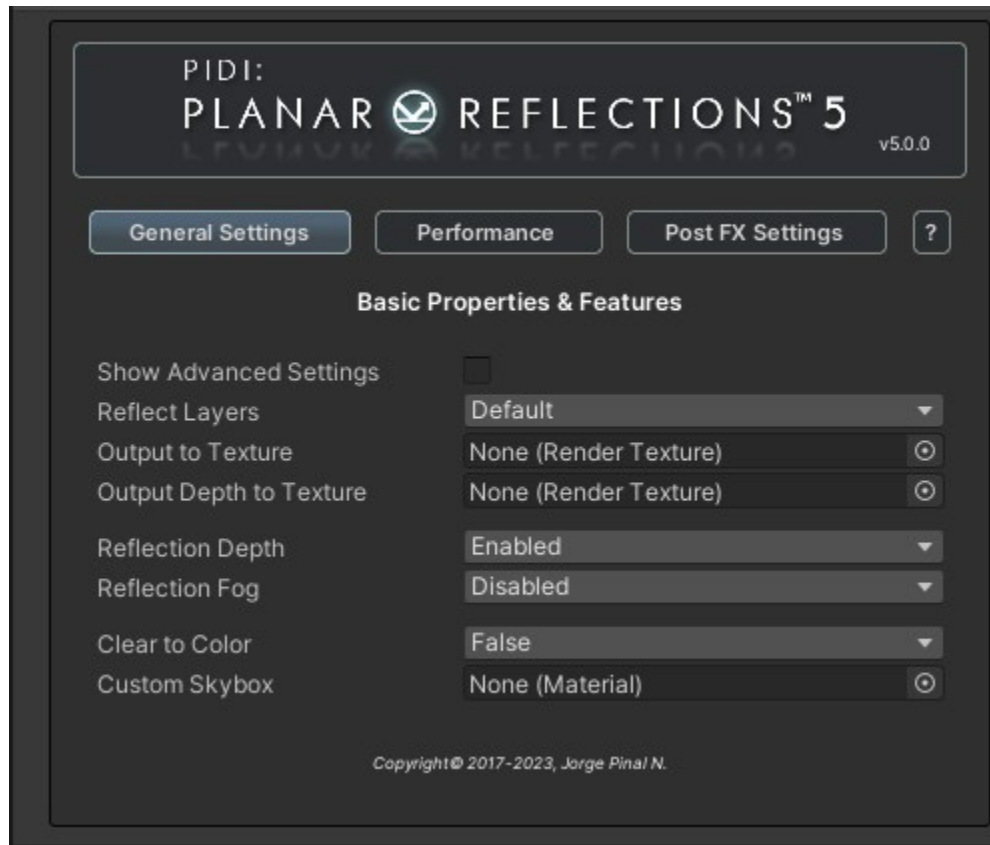 PIDI:
PLANAR REFLECTIONS™ 5
v5.0.0
General Settings Performance Post FX Settings ?
Basic Properties & Features
Show Advanced Settings
Reflect Layers Default
Output to Texture None (Render Texture)
Output Depth to Texture None (Render Texture)
Reflection Depth Enabled
Reflection Fog Disabled
Clear to Color False
Custom Skybox None (Material)
Copyright© 2017-2023, Jorge Pinal N.